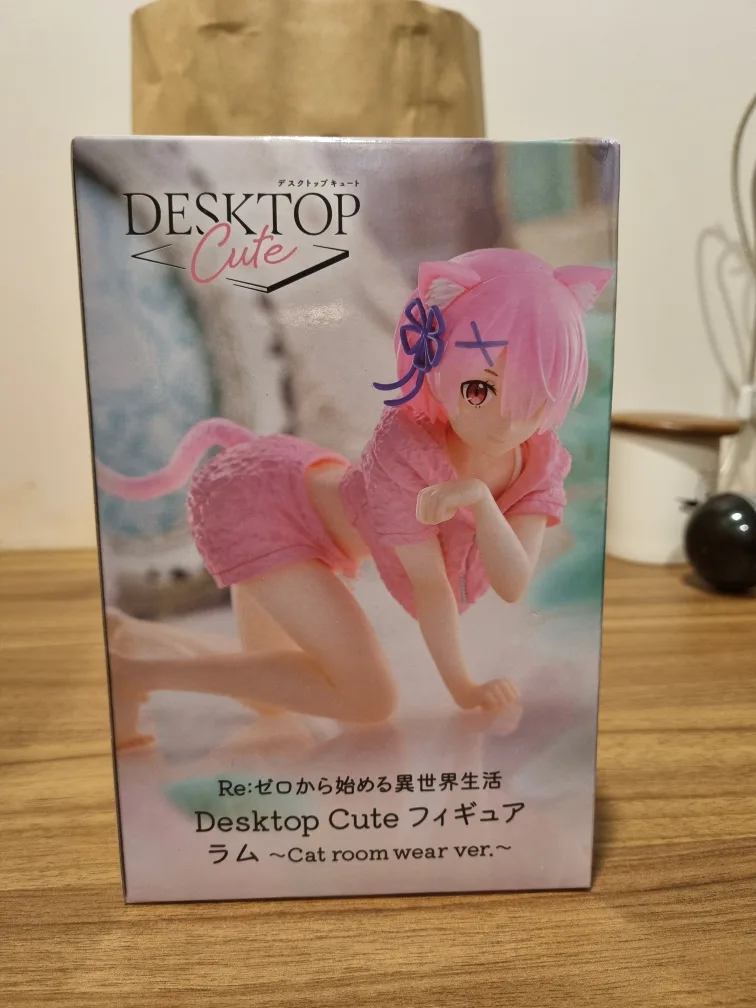 デスクトップキュート
DESKTOP
Cute
Re:ゼロから始める異世界生活
Desktop Cute フィギュア
ラム ~Cat room wear ver.~